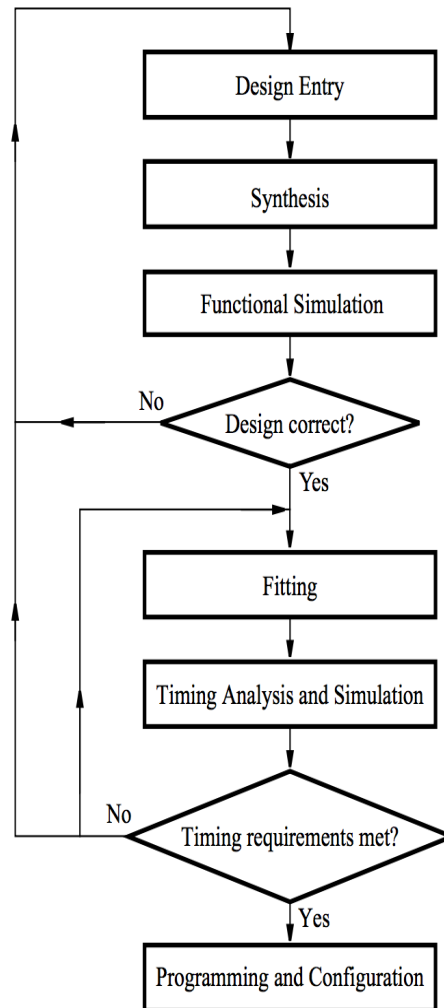 Design Entry
Synthesis
Functional Simulation
No
Design correct?
Yes
Fitting
Timing Analysis and Simulation
No
Timing requirements met?
Yes
Programming and Configuration